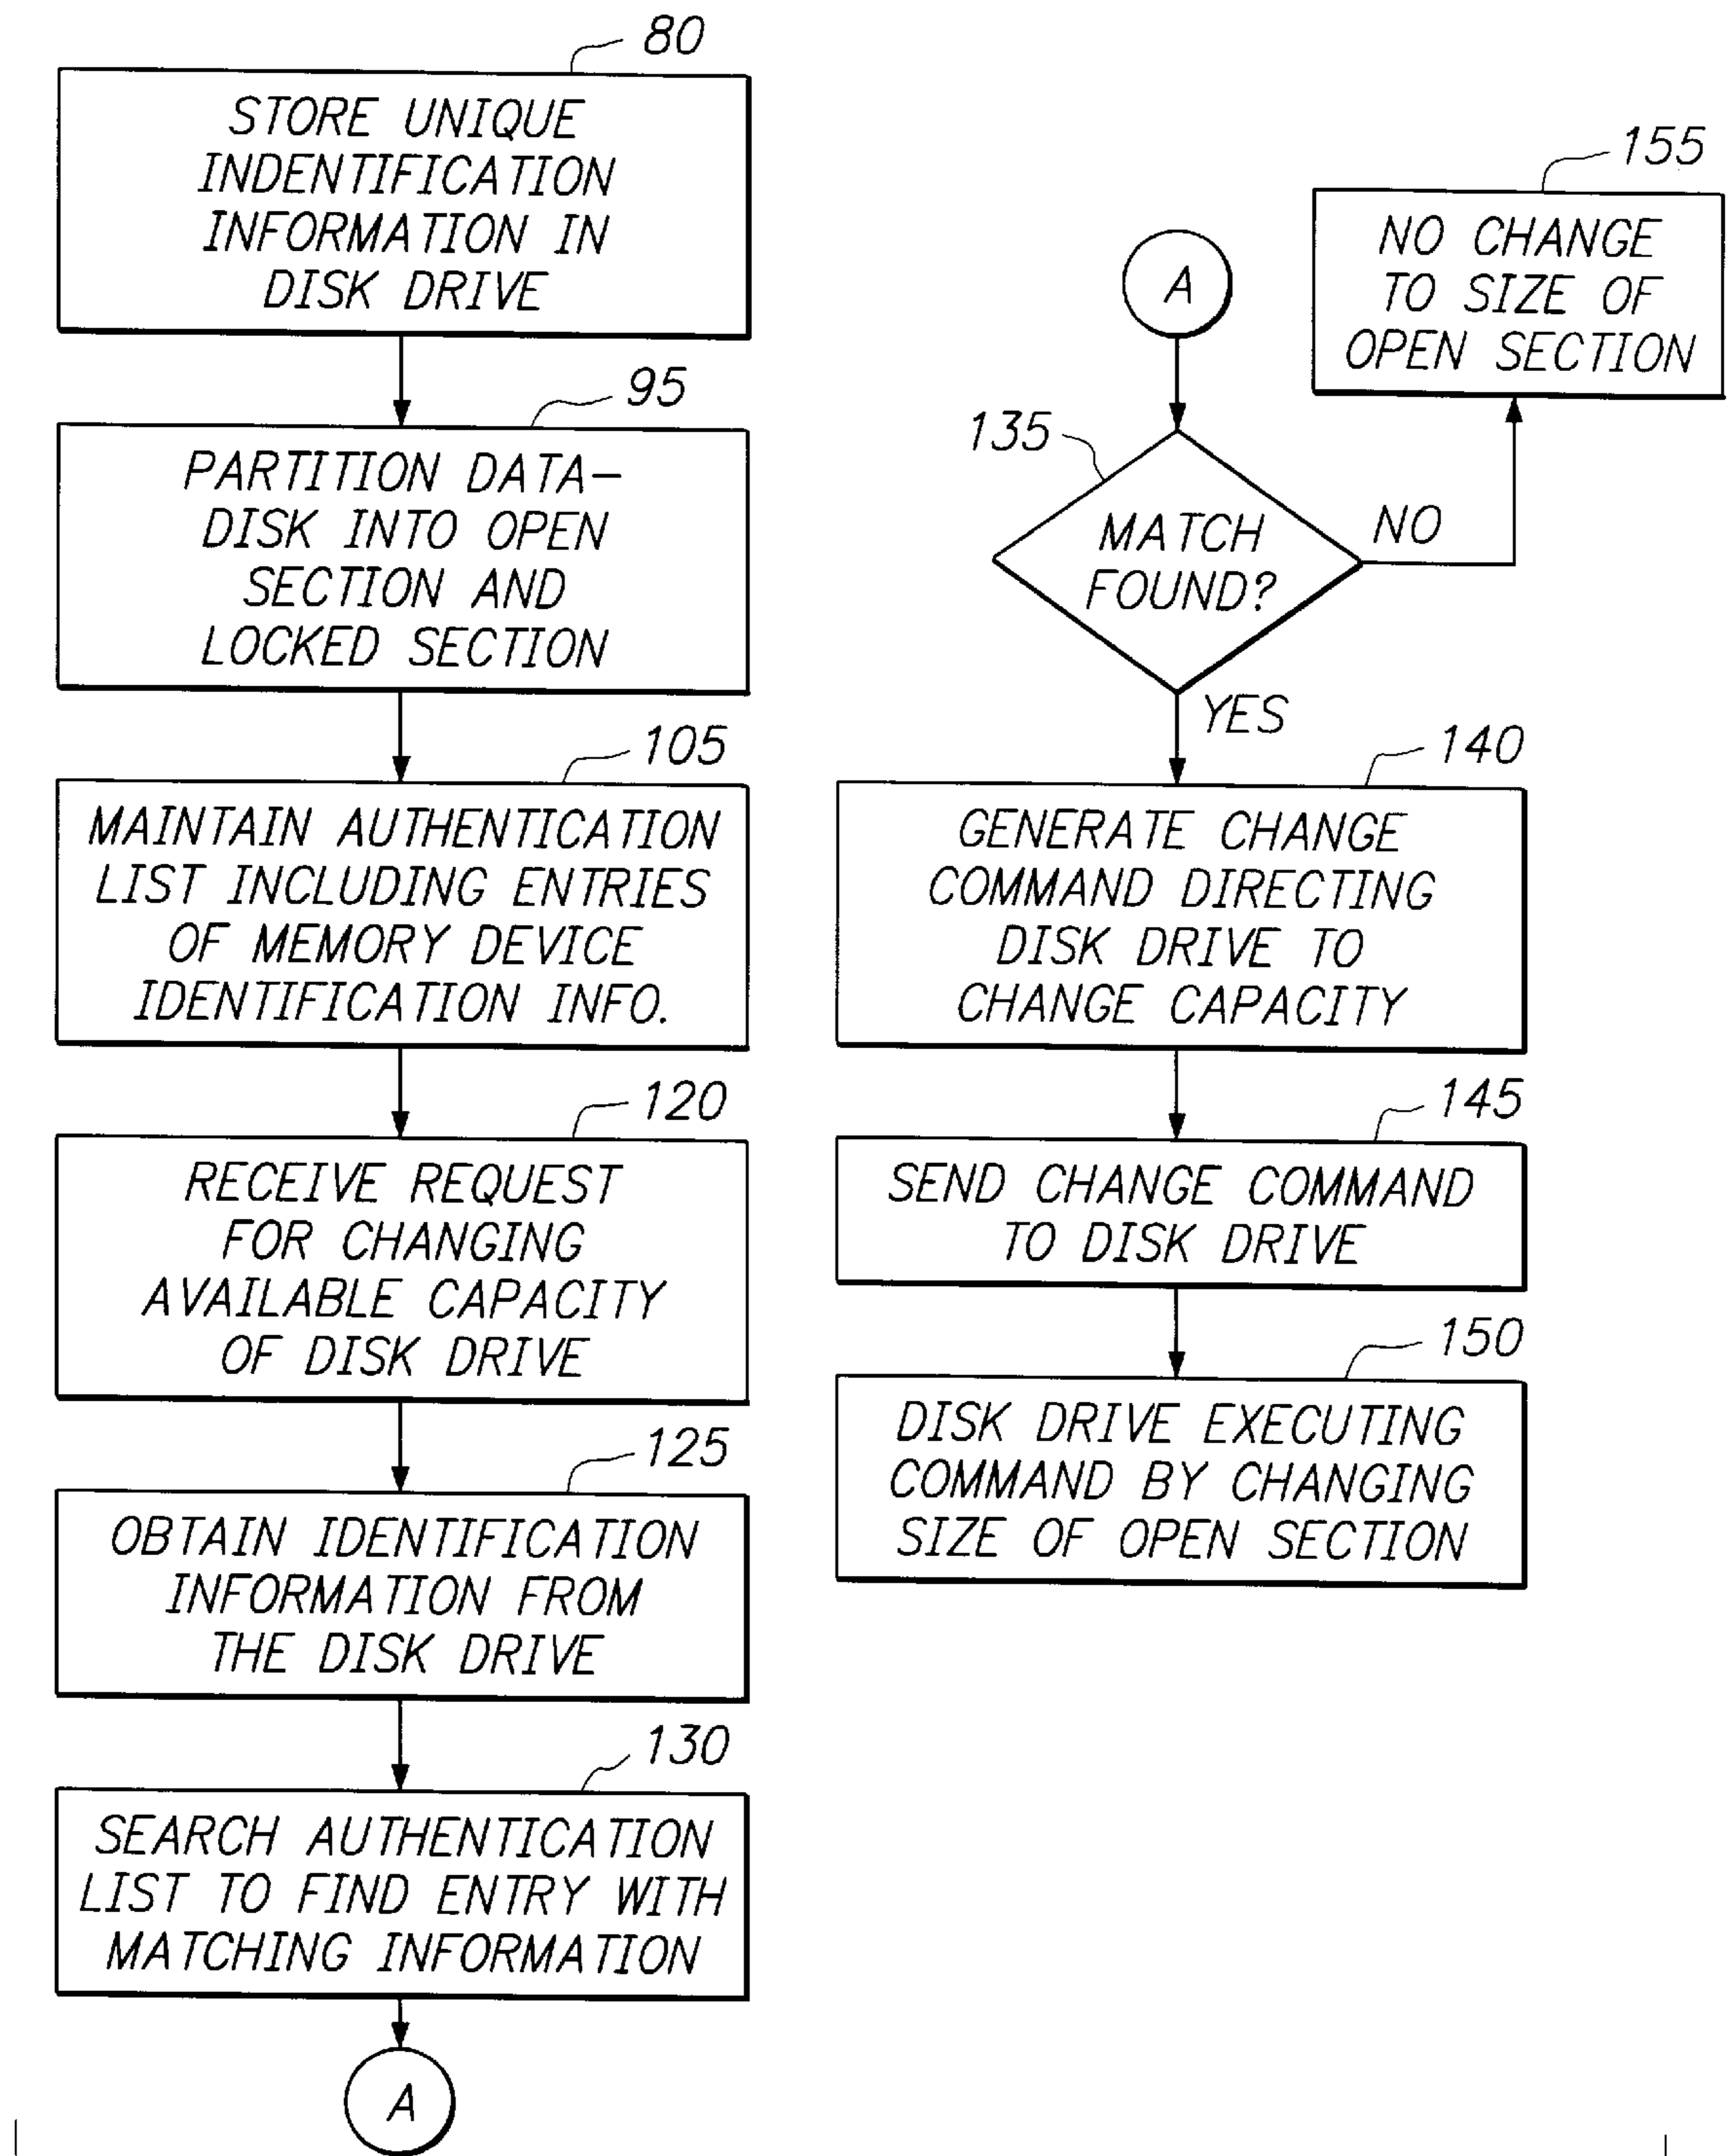 80
STORE UNIQUE
INDENTIFICATION
INFORMATION IN
DISK DRIVE
95
PARTITION DATA-
DISK INTO OPEN
SECTION AND
LOCKED SECTION
105
MAINTAIN AUTHENTICATION
LIST INCLUDING ENTRIES
OF MEMORY DEVICE
IDENTIFICATION INFO.
120
RECEIVE REQUEST
FOR CHANGING
AVAILABLE CAPACITY
OF DISK DRIVE
125
OBTAIN IDENTIFICATION
INFORMATION FROM
THE DISK DRIVE
130
SEARCH AUTHENTICATION
LIST TO FIND ENTRY WITH
MATCHING INFORMATION
A
A
155
NO CHANGE
TO SIZE OF
OPEN SECTION
135
MATCH
FOUND?
NO
YES
140
GENERATE CHANGE
COMMAND DIRECTING
DISK DRIVE TO
CHANGE CAPACITY
145
SEND CHANGE COMMAND
TO DISK DRIVE
150
DISK DRIVE EXECUTING
COMMAND BY CHANGING
SIZE OF OPEN SECTION